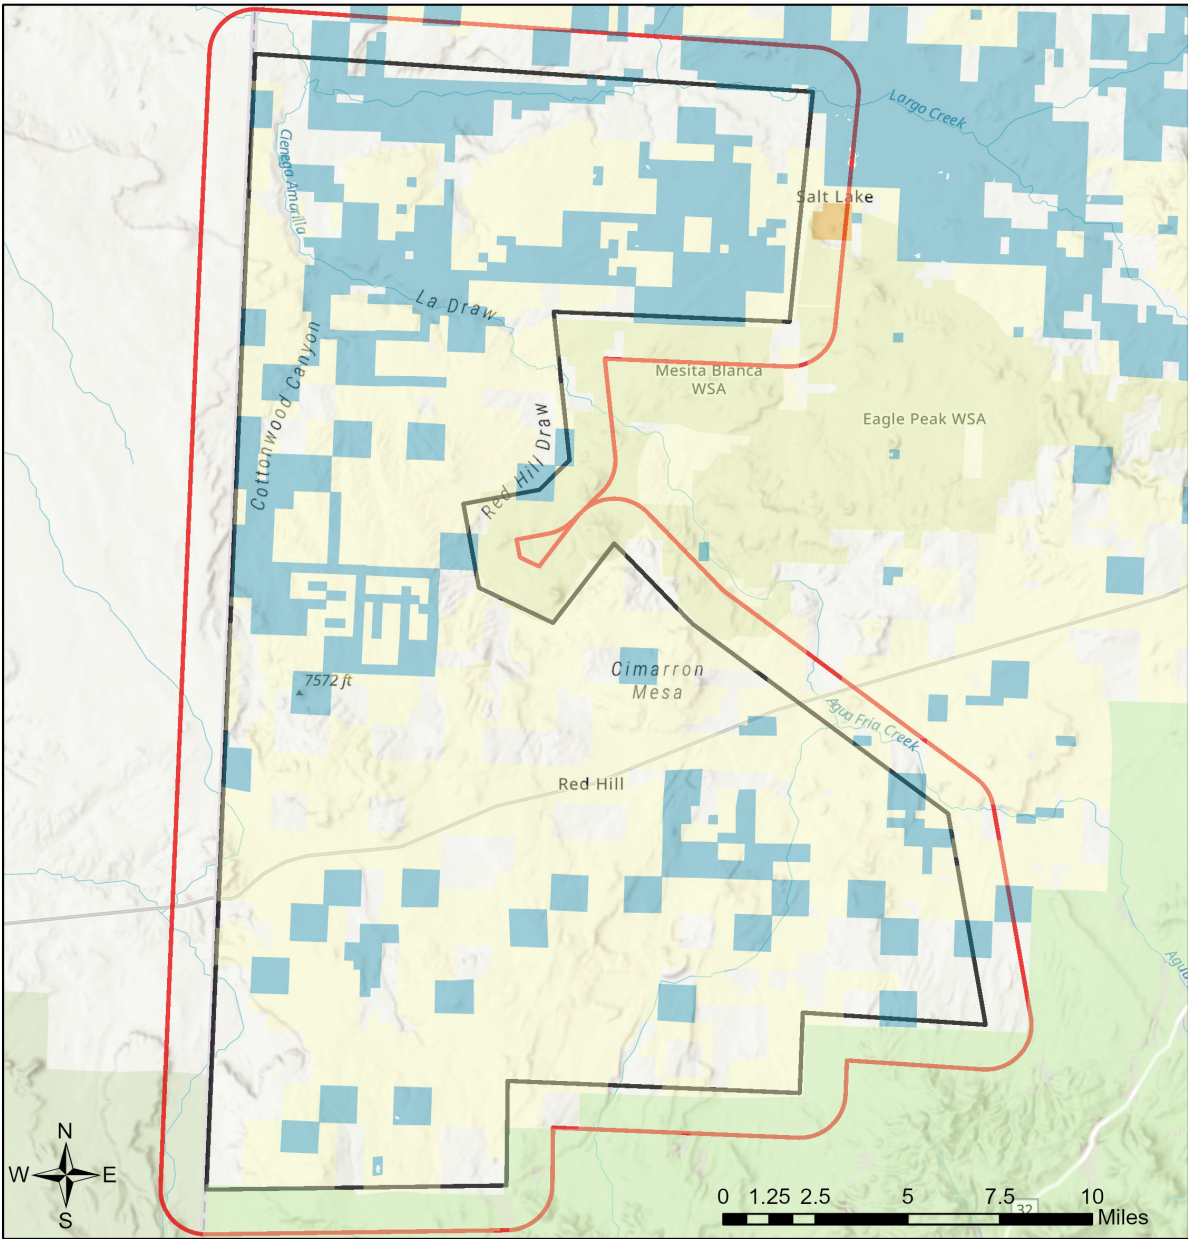 Largo Creek
Cienega Amarilla
Salt Lake
La Draw
Cottonwood Canyon
Mesita Blanca
WSA
Eagle Peak WSA
Red Hill Draw
Cimarron
Mesa
7572 ft
Agua Fria Creek
Red Hill
Agua
N
W E
S
0 1.25 2.5 5 7.5 10
Miles
32